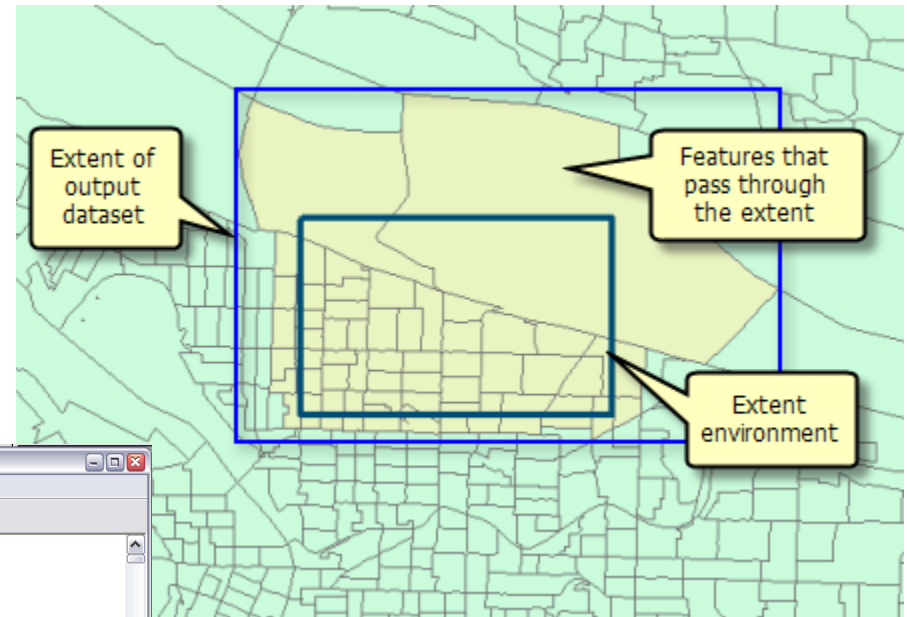 Extent of
output
dataset
Features that
pass through
the extent
Extent
environment